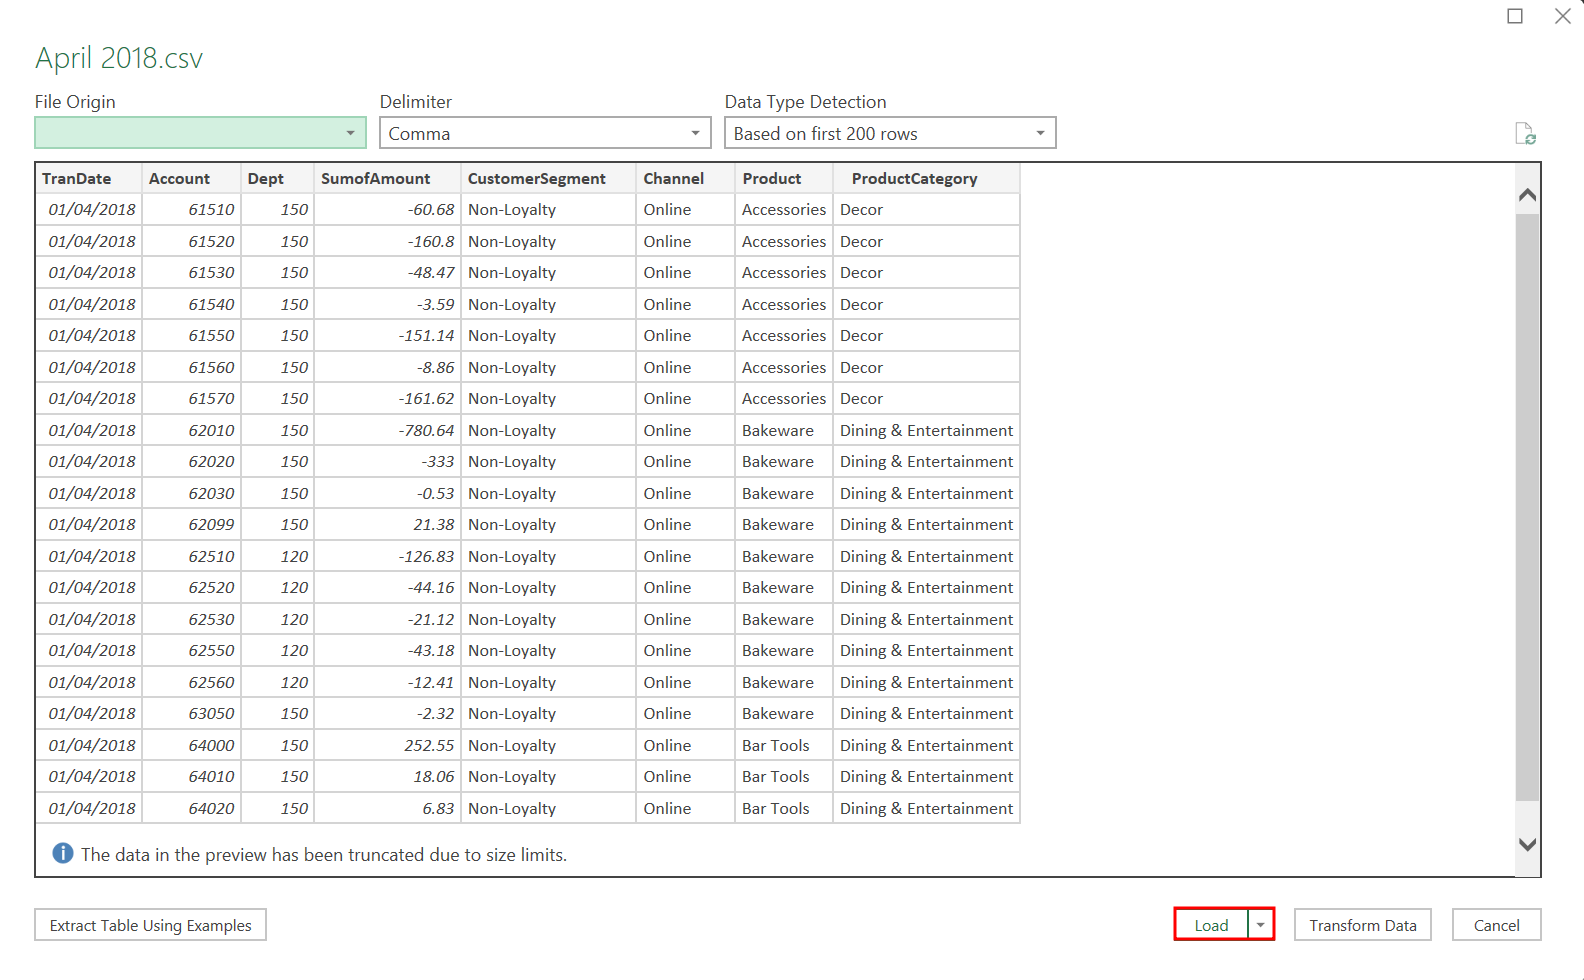 April 2018.csv
File Origin Delimiter Data Type Detection
Comma Based on first 200 rows
TranDate Account Dept SumofAmount CustomerSegment Channel Product ProductCategory
01/04/2018 61510 150 -60.68 Non-Loyalty Online Accessories Decor
01/04/2018 61520 150 -160.8 Non-Loyalty Online Accessories Decor
01/04/2018 61530 150 -48.47 Non-Loyalty Online Accessories Decor
01/04/2018 61540 150 -3.59 Non-Loyalty Online Accessories Decor
01/04/2018 61550 150 -151.14 Non-Loyalty Online Accessories Decor
01/04/2018 61560 150 -8.86 Non-Loyalty Online Accessories Decor
01/04/2018 61570 150 -161.62 Non-Loyalty Online Accessories Decor
01/04/2018 62010 150 -780.64 Non-Loyalty Online Bakeware Dining & Entertainment
01/04/2018 62020 150 -333 Non-Loyalty Online Bakeware Dining & Entertainment
01/04/2018 62030 150 -0.53 Non-Loyalty Online Bakeware Dining & Entertainment
01/04/2018 62099 150 21.38 Non-Loyalty Online Bakeware Dining & Entertainment
01/04/2018 62510 120 -126.83 Non-Loyalty Online Bakeware Dining & Entertainment
01/04/2018 62520 120 -44.16 Non-Loyalty Online Bakeware Dining & Entertainment
01/04/2018 62530 120 -21.12 Non-Loyalty Online Bakeware Dining & Entertainment
01/04/2018 62550 120 -43.18 Non-Loyalty Online Bakeware Dining & Entertainment
01/04/2018 62560 120 -12.41 Non-Loyalty Online Bakeware Dining & Entertainment
01/04/2018 63050 150 -2.32 Non-Loyalty Online Bakeware Dining & Entertainment
01/04/2018 64000 150 252.55 Non-Loyalty Online Bar Tools Dining & Entertainment
01/04/2018 64010 150 18.06 Non-Loyalty Online Bar Tools Dining & Entertainment
01/04/2018 64020 150 6.83 Non-Loyalty Online Bar Tools Dining & Entertainment
The data in the preview has been truncated due to size limits.
Extract Table Using Examples Load Transform Data Cancel